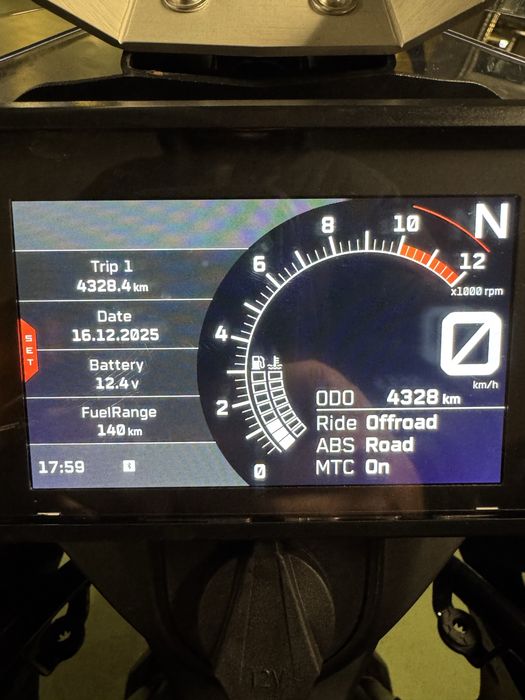 Trip 1
4328.4 km
Date
16.12.2025
Battery
12.4 v
FuelRange
140 km
17:59
SET
0
2
4
6
8
10
12
x1000 rpm
N
0
km/h
ODO 4328 km
Ride Offroad
ABS Road
MTC On
12V